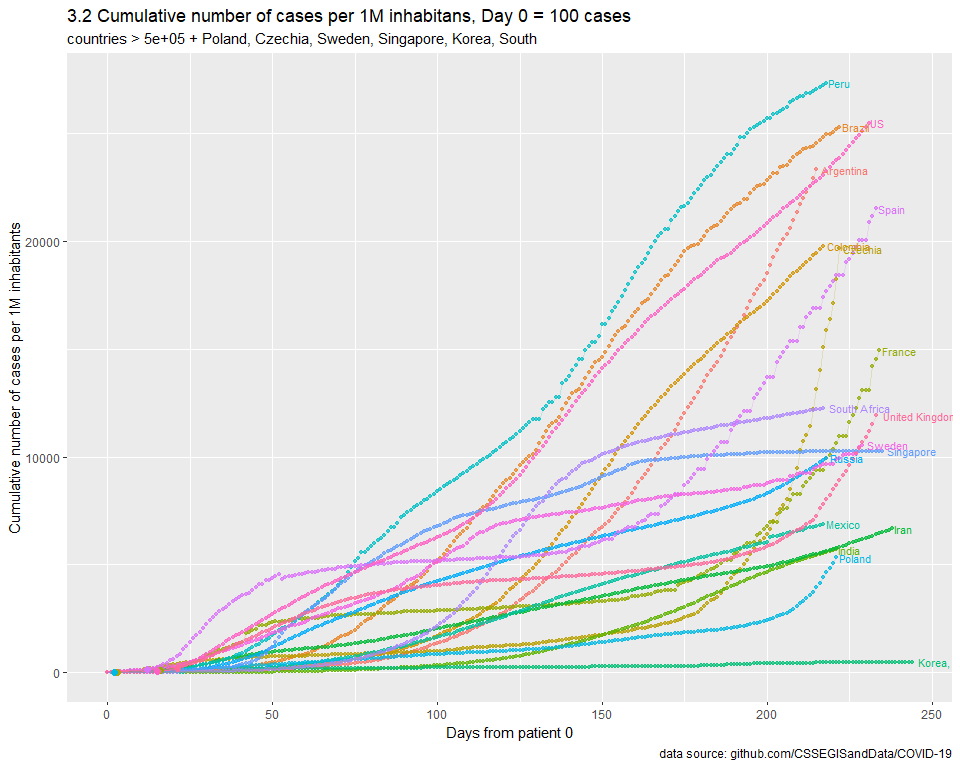 3.2 Cumulative number of cases per 1M inhabitans, Day 0 = 100 cases
countries > 5e+05 + Poland, Czechia, Sweden, Singapore, Korea, South
Cumulative number of cases per 1M inhabitants
20000
10000
0
Peru
Brazil
US
Argentina
Spain
Colombia
Czechia
France
South Africa
United Kingdom
Sweden
Singapore
Russia
Mexico
Iran
India
Poland
Korea,
0
50
100
150
200
250
Days from patient 0
data source: github.com/CSSEGISandData/COVID-19